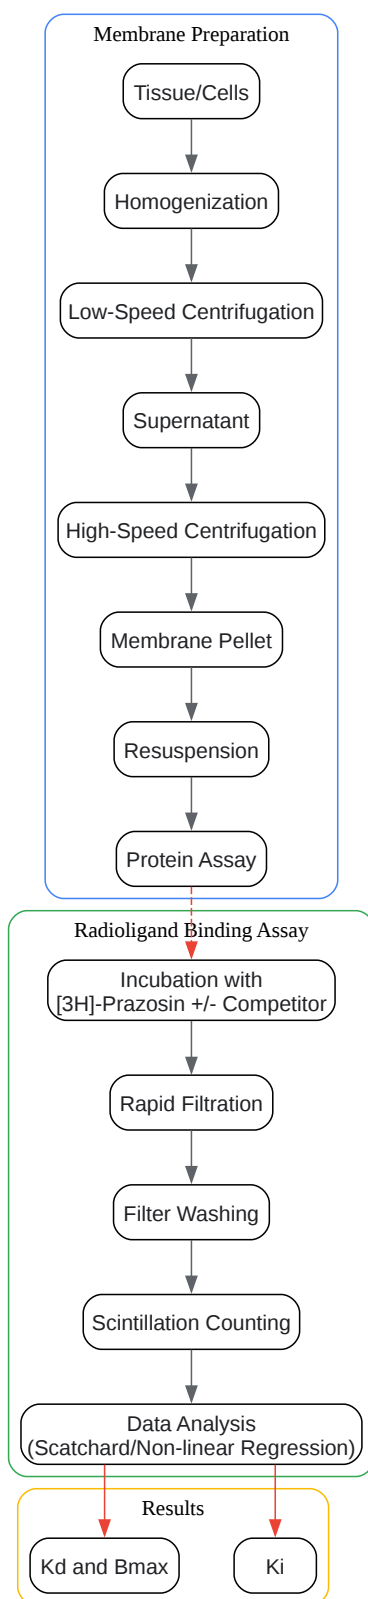 Membrane Preparation
Tissue/Cells
Homogenization
Low-Speed Centrifugation
Supernatant
High-Speed Centrifugation
Membrane Pellet
Resuspension
Protein Assay
Radioligand Binding Assay
Incubation with
[3H]-Prazosin +/- Competitor
Rapid Filtration
Filter Washing
Scintillation Counting
Data Analysis
(Scatchard/Non-linear Regression)
Results
Kd and Bmax
Ki